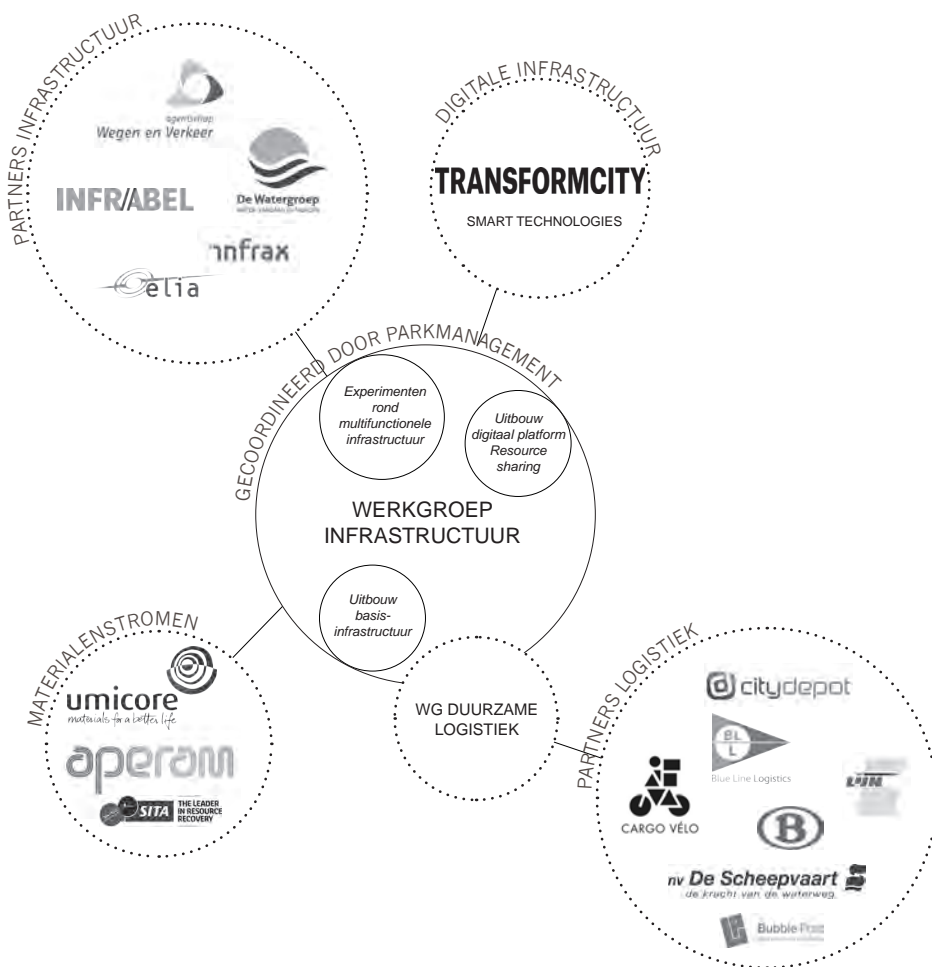 PARTNERS INFRASTRUCTUUR
agentschap
Wegen en Verkeer
INFRABEL
De Watergroep
infrax
elia
DIGITALE INFRASTRUCTUUR
TRANSFORMCITY
SMART TECHNOLOGIES
GECOORDINEERD DOOR PARKMANAGEMENT
Experimenten
rond
multifunctionele
infrastructuur
Uitbouw
digitaal platform
Resource
sharing
WERKGROEP
INFRASTRUCTUUR
Uitbouw
basis-
infrastructuur
WG DUURZAME
LOGISTIEK
MATERIALENSTROMEN
umicore
materials for a better life
aperam
SITA
THE LEADER
IN RESOURCE
RECOVERY
PARTNERS LOGISTIEK
citydepot
BL
L
Blue Line Logistics
LIJN
CARGO VÉLO
B
nv De Scheepvaart
de kracht van de waterweg.
Bubble Post